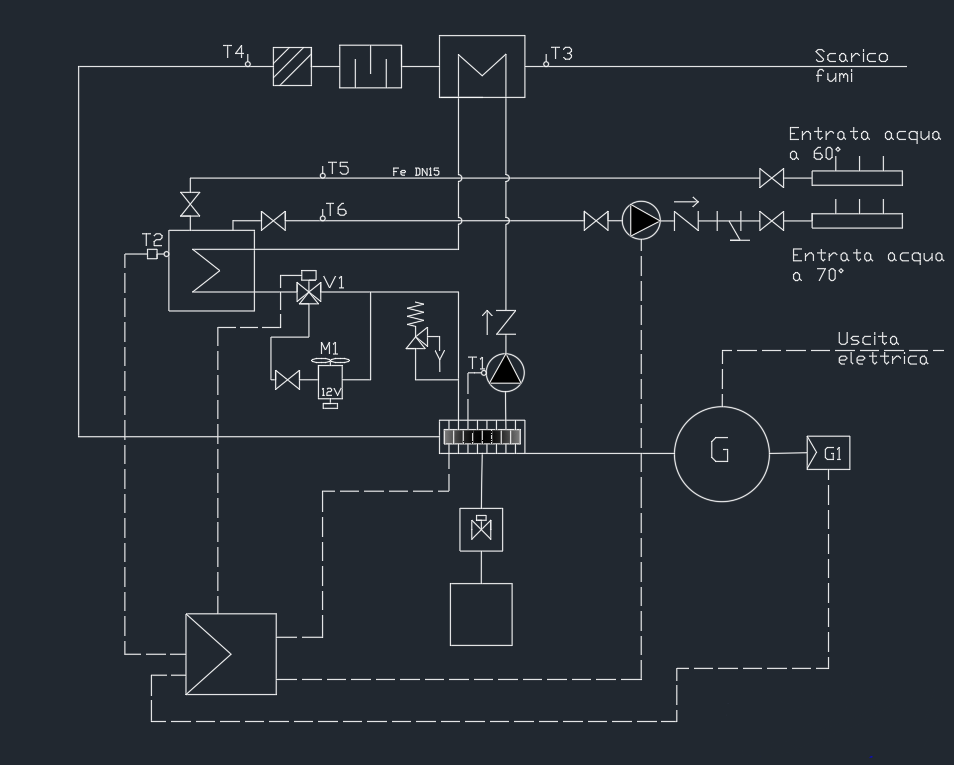 T4
T3
Scarico
fumi
Entrata acqua
a 60°
T5
Fe DN15
T6
T2
Entrata acqua
a 70°
V1
Uscita
elettrica
M1
T1
12V
G
G1